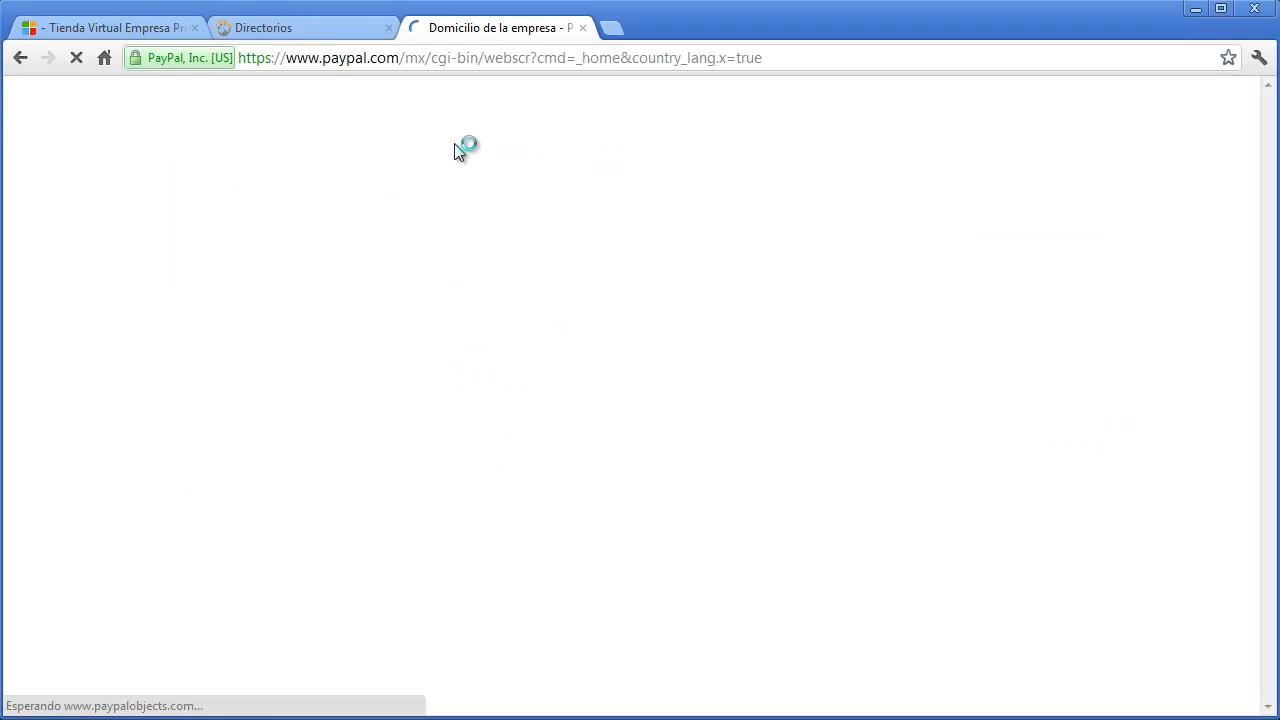 - Tienda Virtual Empresa Pri
Directorios
Domicilio de la empresa - P
PayPal, Inc. [US]
https://www.paypal.com/mx/cgi-bin/webscr?cmd=_home&country_lang.x=true
Esperando www.paypalobjects.com...